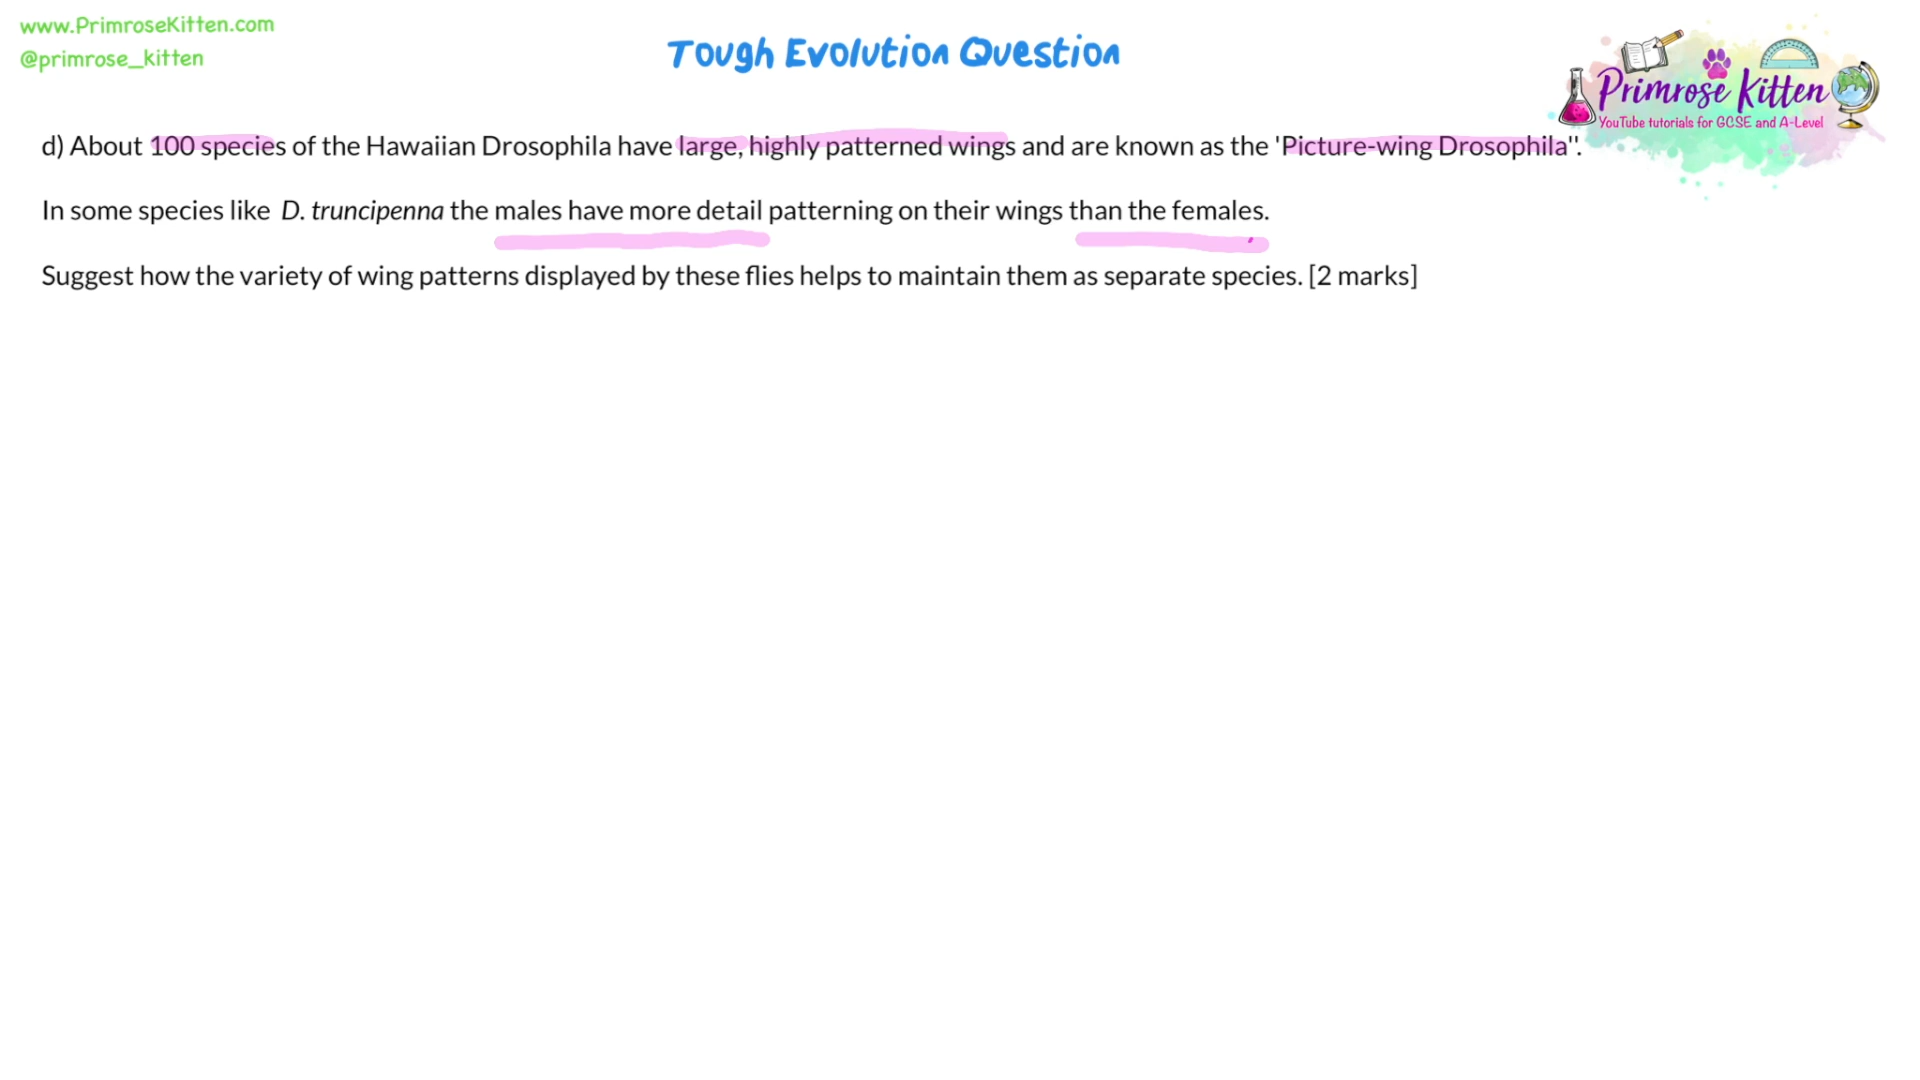 www.PrimroseKitten.com
@primrose_kitten
Tough Evolution Question
Primrose Kitten
YouTube tutorials for GCSE and A-Level
d) About 100 species of the Hawaiian Drosophila have large, highly patterned wings and are known as the 'Picture-wing Drosophila''.
In some species like D. truncipenna the males have more detail patterning on their wings than the females.
Suggest how the variety of wing patterns displayed by these flies helps to maintain them as separate species. [2 marks]